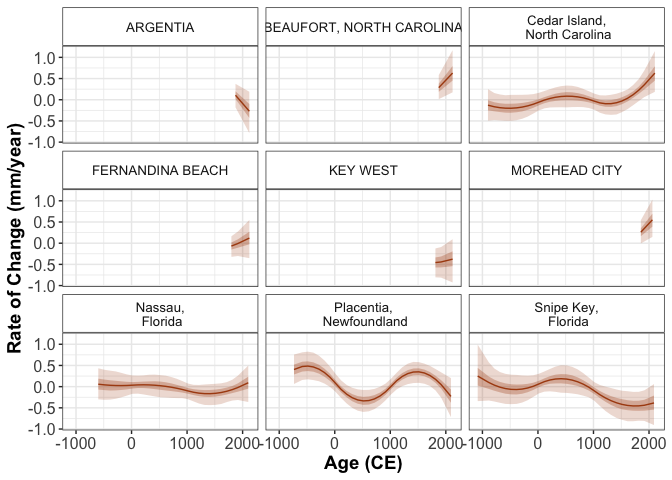 ARGENTIA
BEAUFORT, NORTH CAROLINA
Cedar Island,
North Carolina
1.0
0.5
0.0
-0.5
-1.0
FERNANDINA BEACH
KEY WEST
MOREHEAD CITY
1.0
0.5
0.0
-0.5
-1.0
Nassau,
Florida
Placentia,
Newfoundland
Snipe Key,
Florida
1.0
0.5
0.0
-0.5
-1.0
-1000 0 1000 2000
-1000 0 1000 2000
-1000 0 1000 2000
Rate of Change (mm/year)
Age (CE)